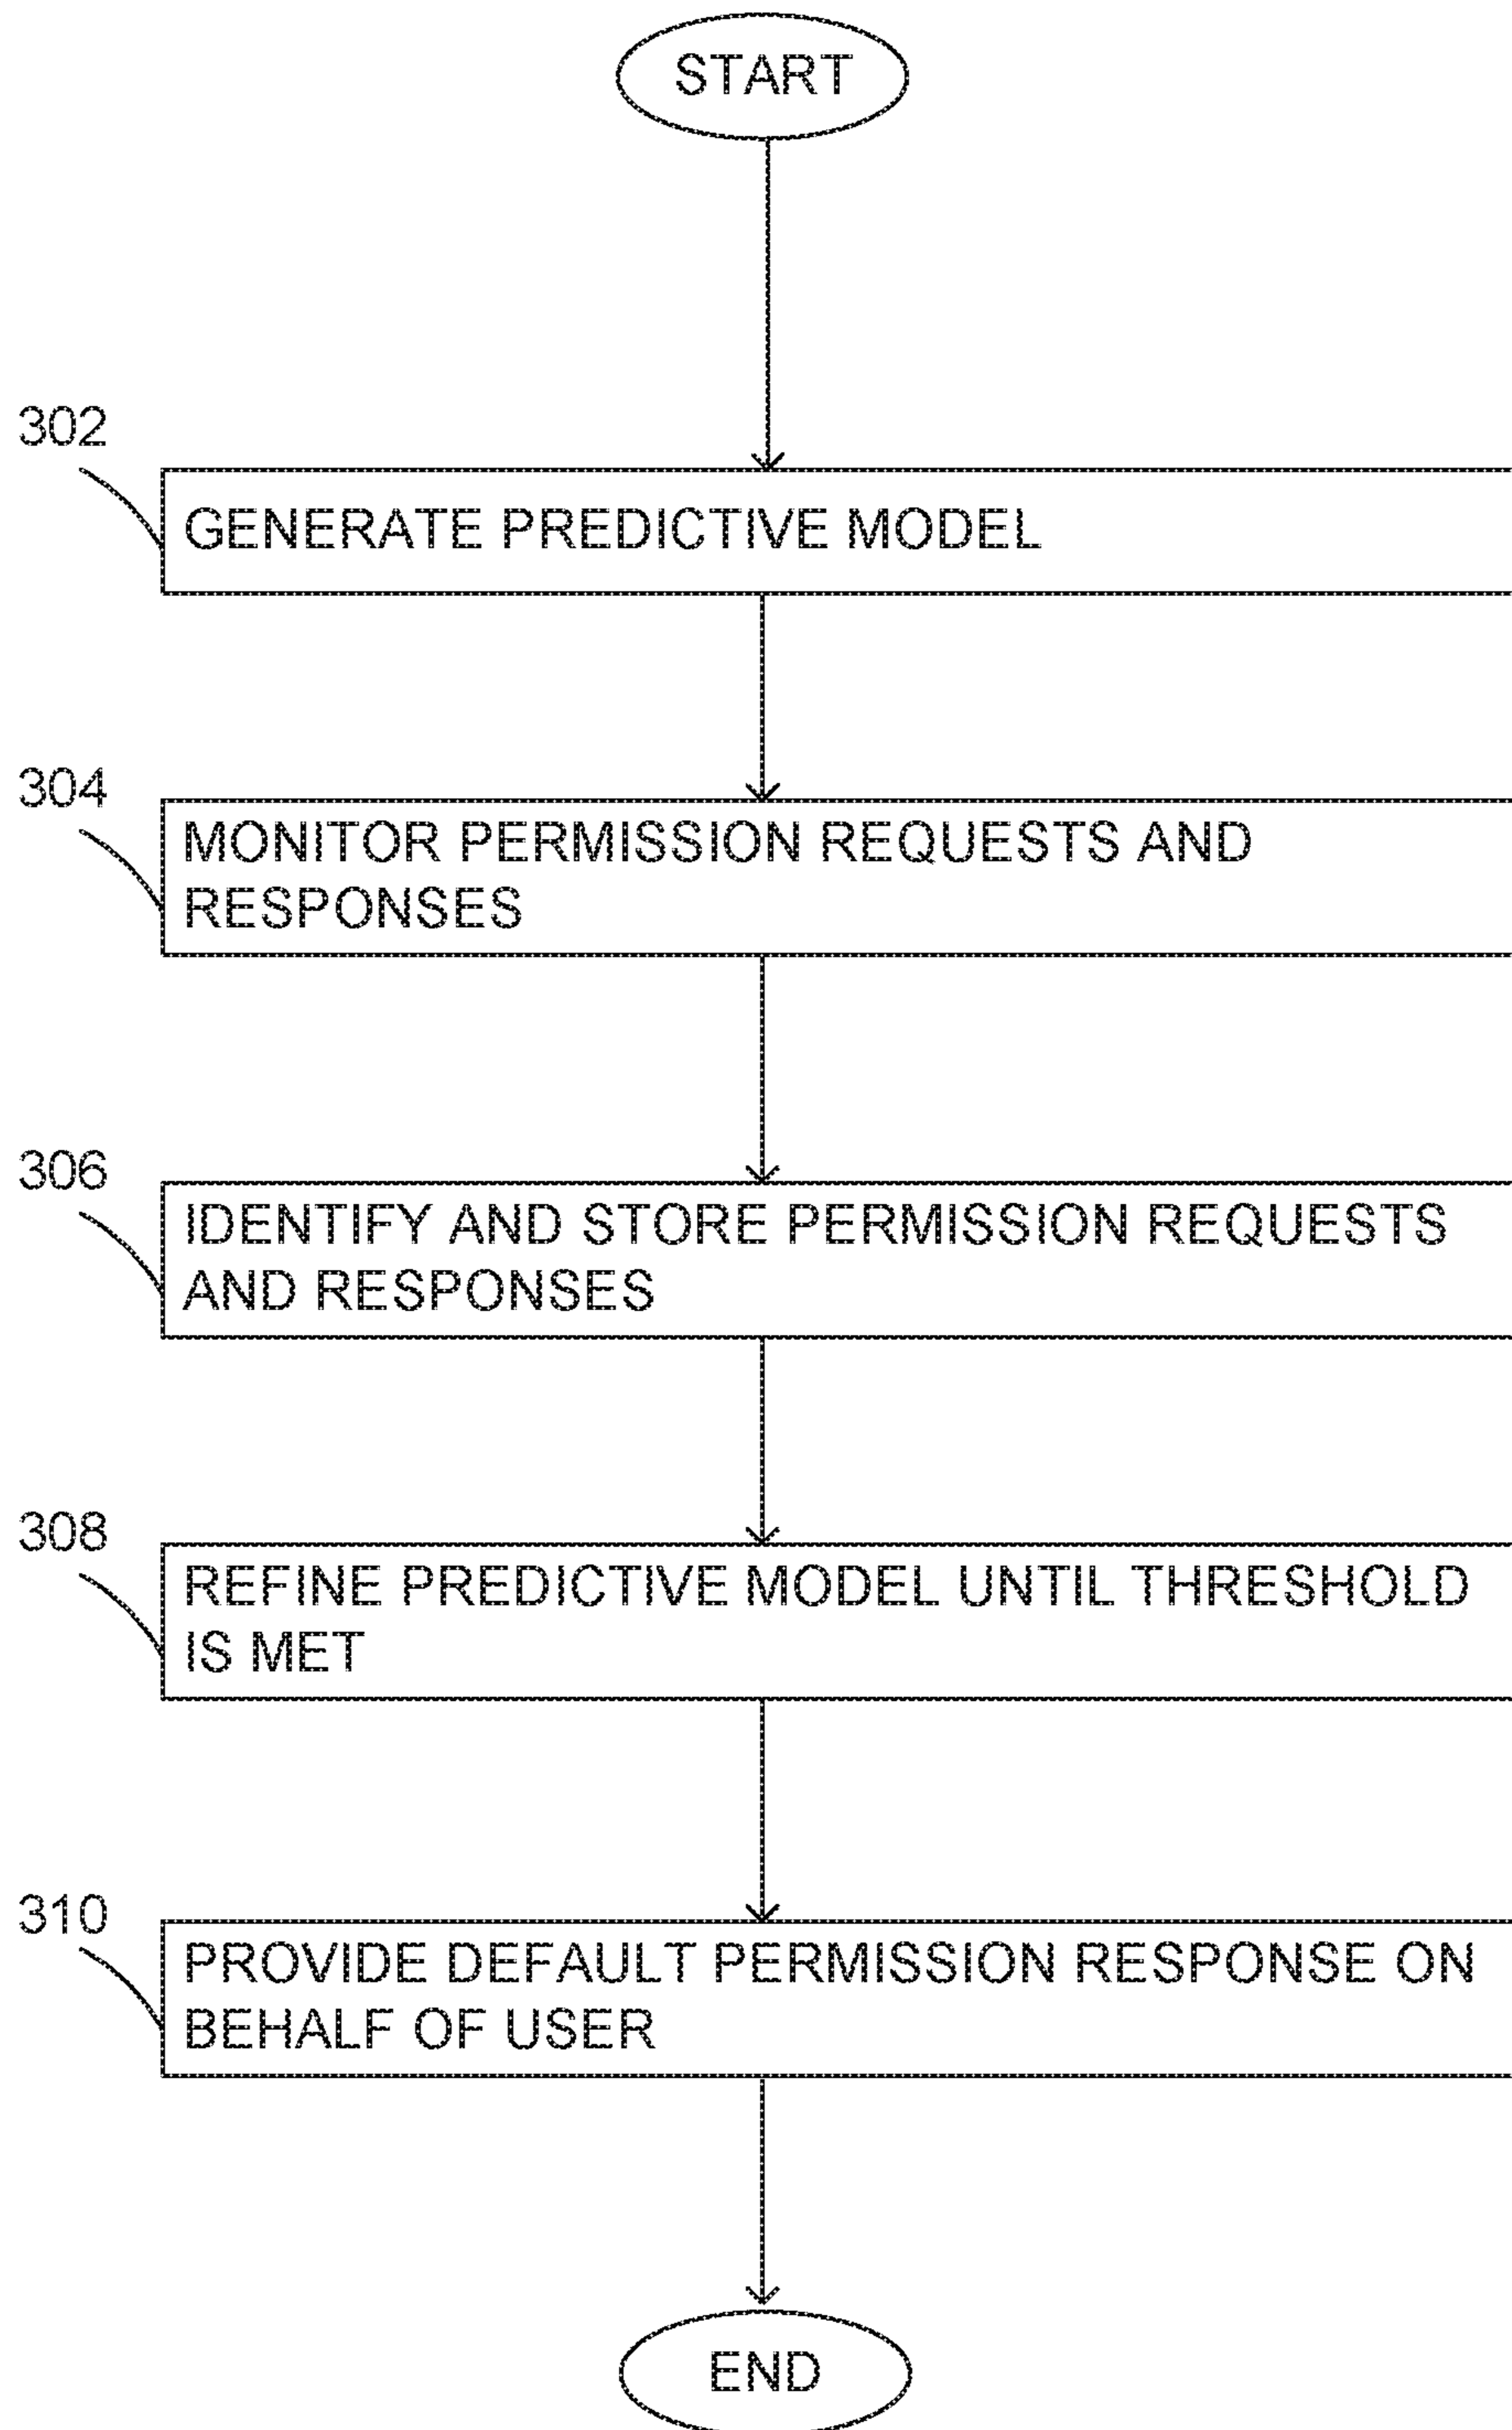 START
302
GENERATE PREDICTIVE MODEL
304
MONITOR PERMISSION REQUESTS AND
RESPONSES
306
IDENTIFY AND STORE PERMISSION REQUESTS
AND RESPONSES
308
REFINE PREDICTIVE MODEL UNTIL THRESHOLD
IS MET
310
PROVIDE DEFAULT PERMISSION RESPONSE ON
BEHALF OF USER
END